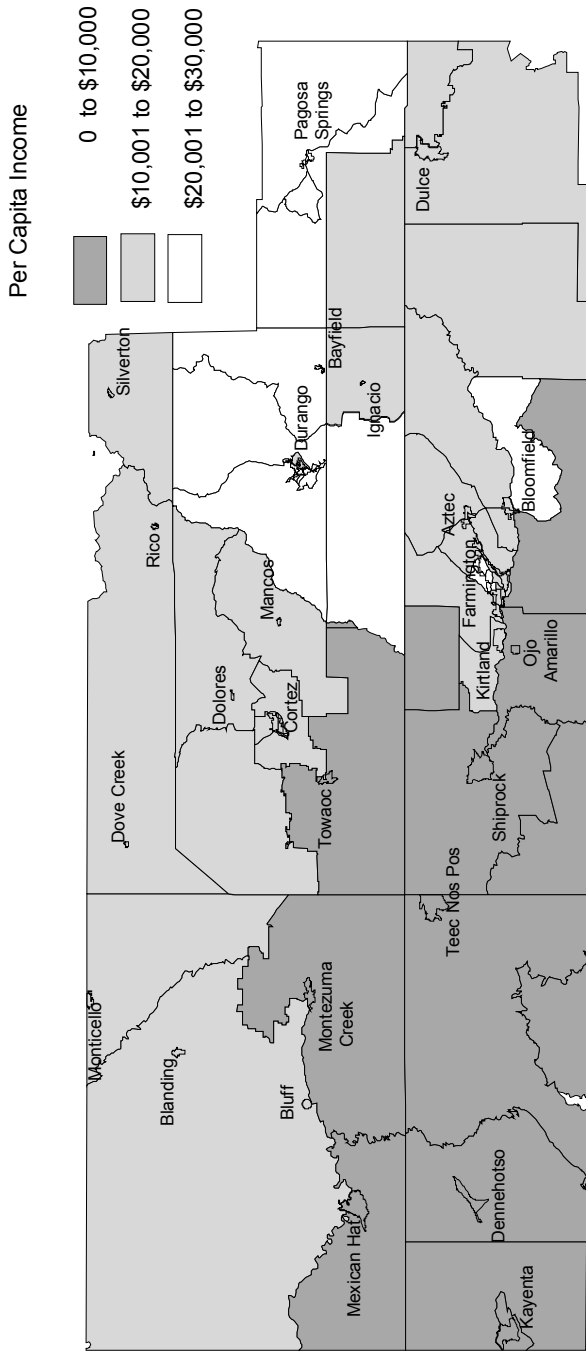 Per Capita Income
0 to $10,000
$10,001 to $20,000
$20,001 to $30,000
Monticello
Dove Creek
Silverton
Rico
Blanding
Dolores
Mancos
Durango
Pagosa
Springs
Bayfield
Cortez
Bluff
Towaoc
Ignacio
Montezuma
Creek
Mexican Hat
Dulce
Aztec
Farmington
Teec Nos Pos
Kirtland
Bloomfield
Shiprock
Ojo
Amarillo
Dennehotso
Kayenta